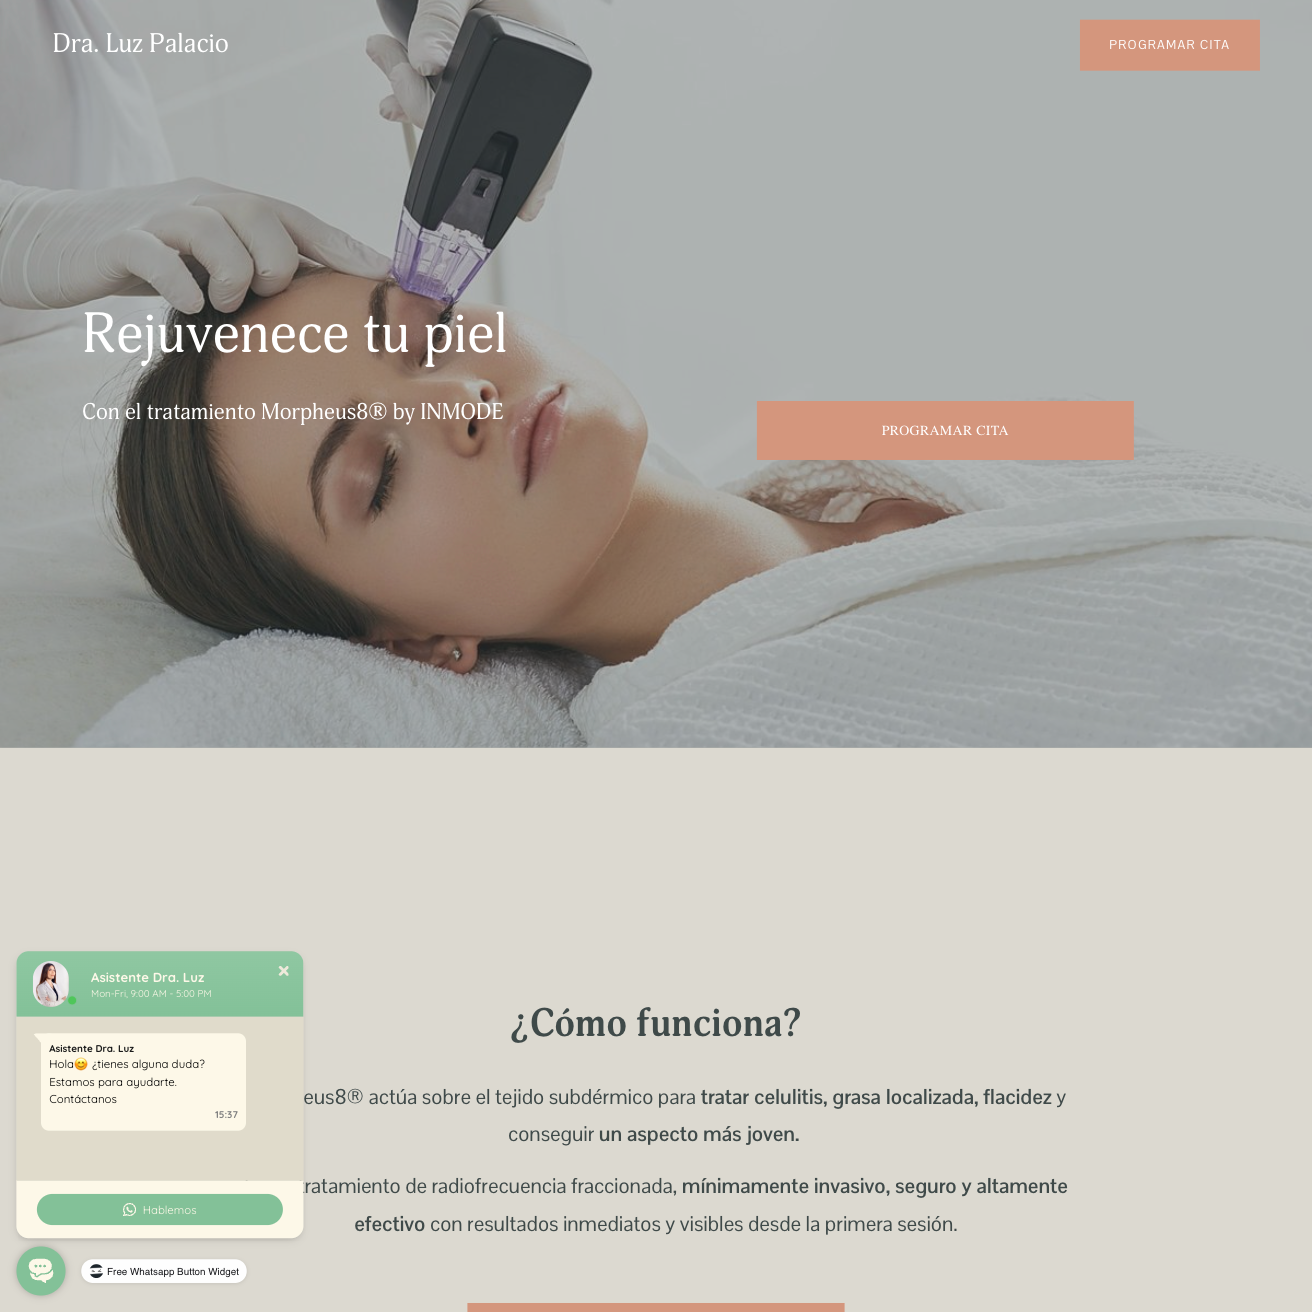 Dra. Luz Palacio
PROGRAMAR CITA
Rejuvenece tu piel
Con el tratamiento Morpheus8® by INMODE
PROGRAMAR CITA
¿Cómo funciona?
eus8® actúa sobre el tejido subdérmico para tratar celulitis, grasa localizada, flacidez y
conseguir un aspecto más joven.
tratamiento de radiofrecuencia fraccionada, mínimamente invasivo, seguro y altamente
efectivo con resultados inmediatos y visibles desde la primera sesión.
Asistente Dra. Luz
Mon-Fri, 9:00 AM - 5:00 PM
Asistente Dra. Luz
Hola😊 ¿tienes alguna duda?
Estamos para ayudarte.
Contáctanos
15:37
Hablemos
Free Whatsapp Button Widget